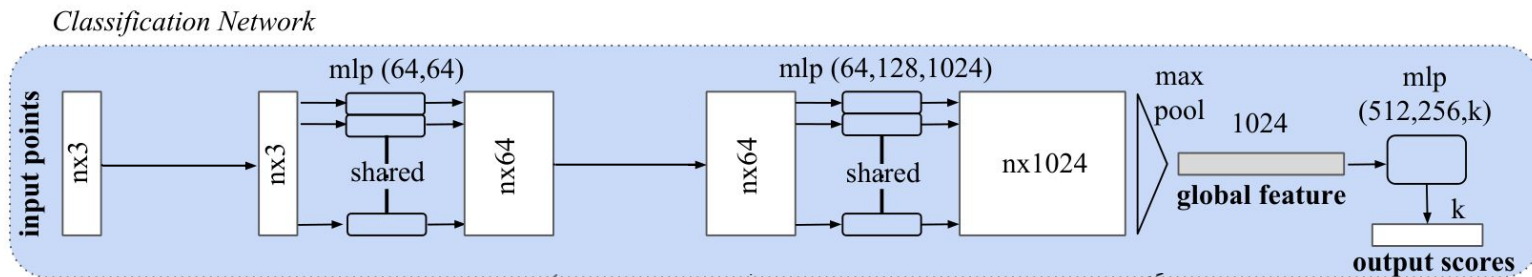 Classification Network
input points
nx3
nx3
mlp (64,64)
shared
nx64
nx64
mlp (64,128,1024)
shared
nx1024
max
pool
1024
global feature
mlp
(512,256,k)
k
output scores